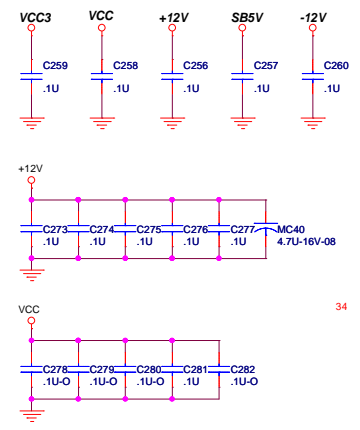 VCC3 VCC +12V SB5V -12V
C259 C258 C256 C257 C260
.1U .1U .1U .1U .1U
+12V
C273 C274 C275 C276 C277 MC40
.1U .1U .1U .1U .1U 4.7U-16V-08
VCC 34
C278 C279 C280 C281 C282
.1U-O .1U-O .1U-O .1U .1U-O